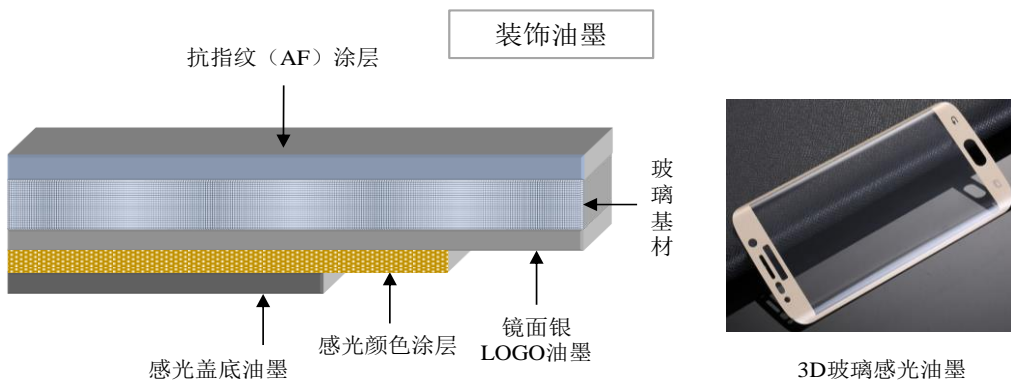 装饰油墨
抗指纹（AF）涂层
玻
璃
基
材
镜面银
LOGO油墨
感光颜色涂层
感光盖底油墨
3D玻璃感光油墨